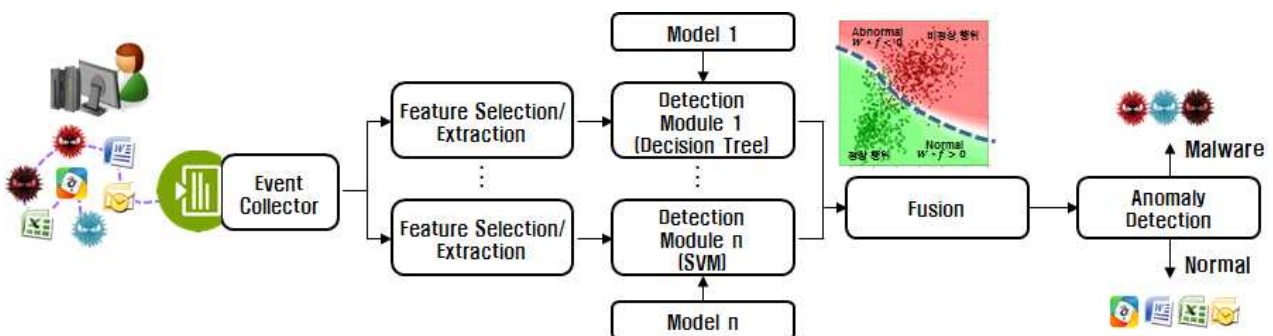 Model 1
Abnormal
W • f < 0
비정상 행위
Feature Selection/
Extraction
Detection
Module 1
(Decision Tree)
Normal
W • f > 0
정상 행위
Malware
Event
Collector
Feature Selection/
Extraction
Detection
Module n
(SVM)
Fusion
Anomaly
Detection
Normal
Model n